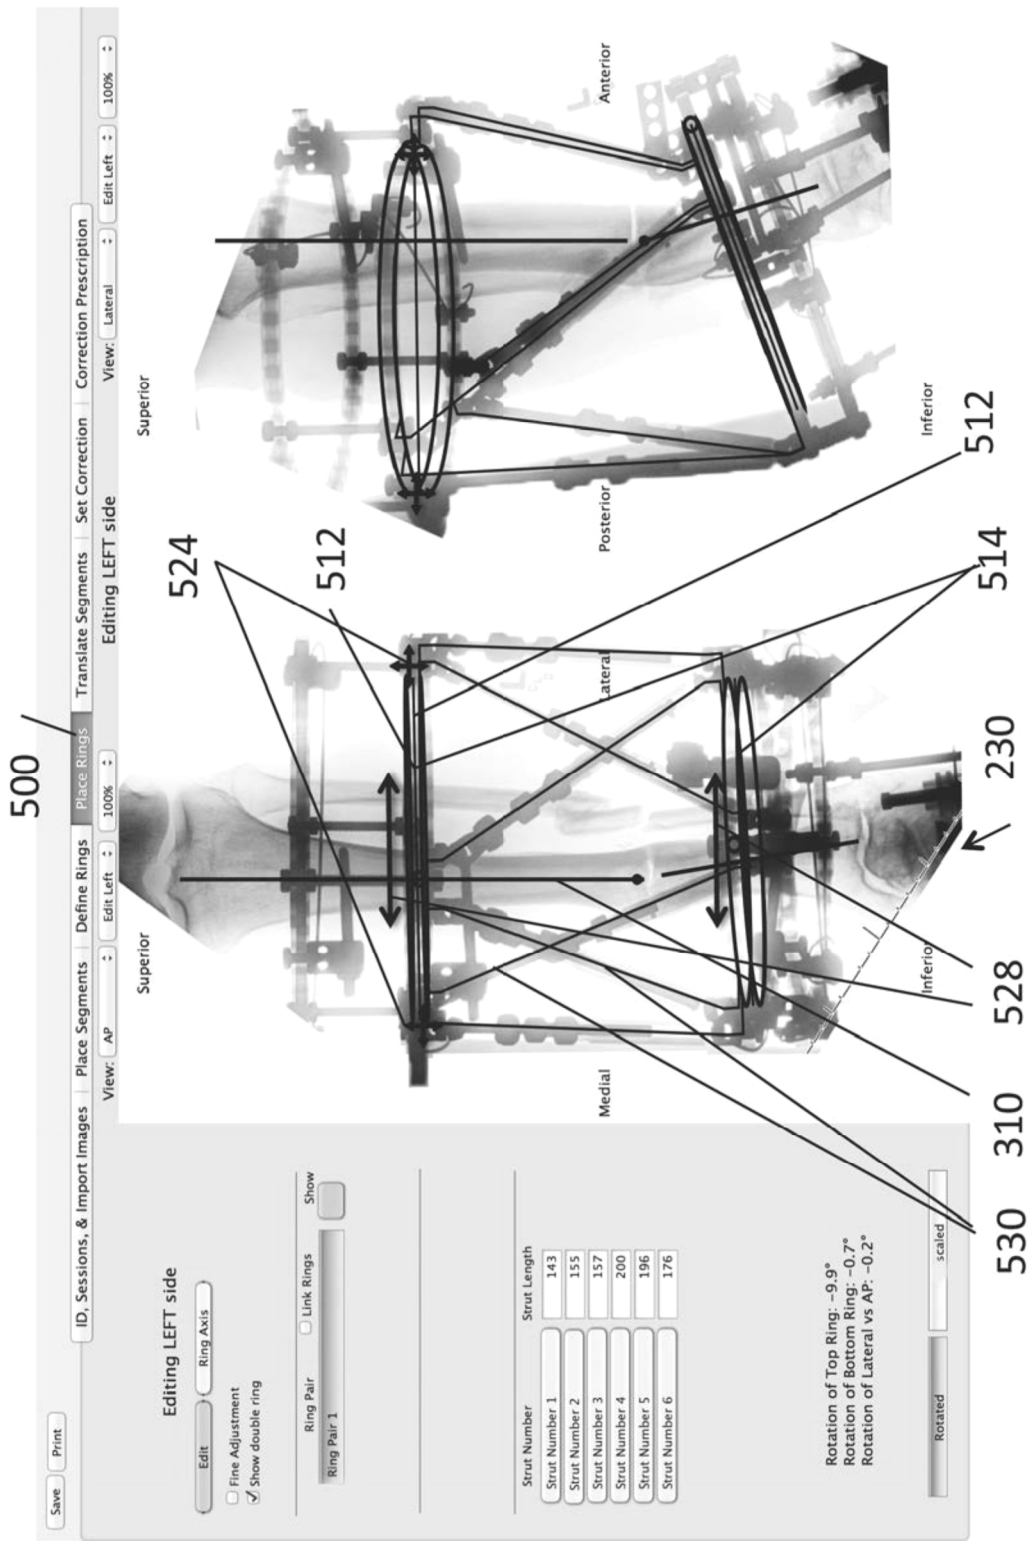 500
Save
Print
ID, Sessions, & Import Images
Place Segments
Define Rings
Place Rings
Translate Segments
Set Correction
Correction Prescription
Editing LEFT side
View: AP
Edit Left
100%
View: Lateral
Edit Left
100%
Editing LEFT side
Edit
Ring Axis
Fine Adjustment
Show double ring
Ring Pair
Link Rings
Show
Ring Pair 1
Strut Number
Strut Length
Strut Number 1
143
Strut Number 2
155
Strut Number 3
157
Strut Number 4
200
Strut Number 5
196
Strut Number 6
176
Rotation of Top Ring: −9.9°
Rotation of Bottom Ring: −0.7°
Rotation of Lateral vs AP: −0.2°
Rotated
scaled
Superior
Medial
Lateral
Inferior
Superior
Posterior
Anterior
Inferior
524
512
512
514
230
528
310
530